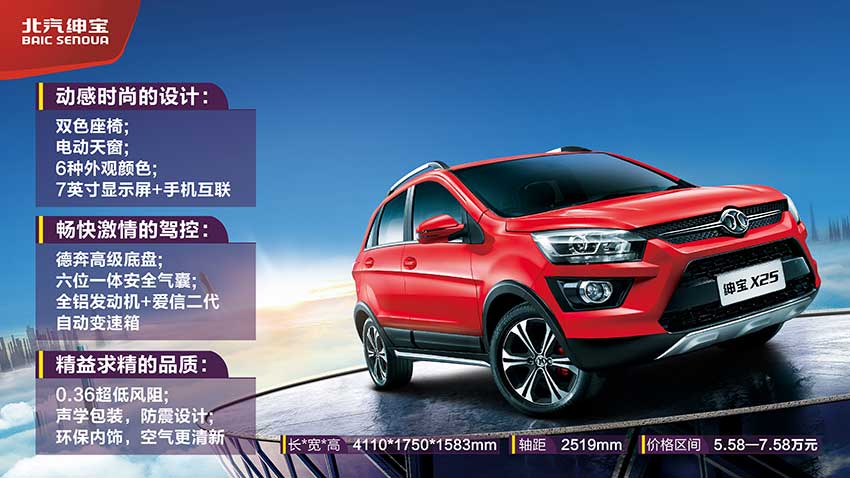 北汽绅宝
BAIC SENOVA
动感时尚的设计：
双色座椅；
电动天窗；
6种外观颜色；
7英寸显示屏+手机互联
畅快激情的驾控：
德奔高级底盘；
六位一体安全气囊；
全铝发动机+爱信二代
自动变速箱
精益求精的品质：
0.36超低风阻；
声学包装，防震设计；
环保内饰，空气更清新
绅宝 X25
长*宽*高 4110*1750*1583mm 轴距 2519mm 价格区间 5.58—7.58万元